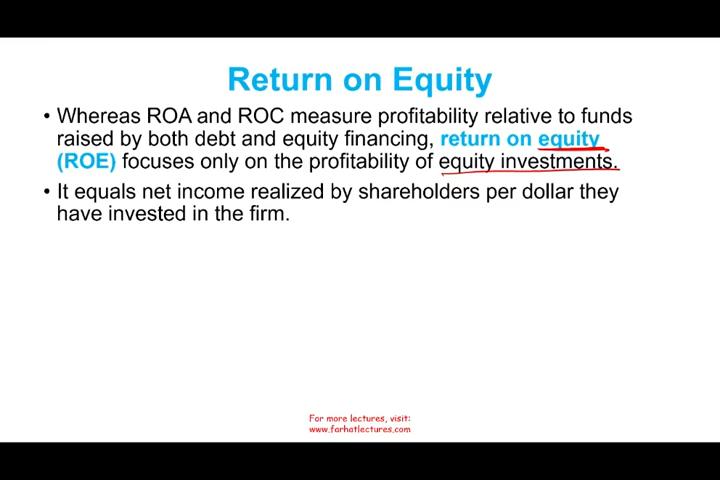 Return on Equity
• Whereas ROA and ROC measure profitability relative to funds
raised by both debt and equity financing, return on equity
(ROE) focuses only on the profitability of equity investments.
• It equals net income realized by shareholders per dollar they
have invested in the firm.
For more lectures, visit:
www.farhatlectures.com